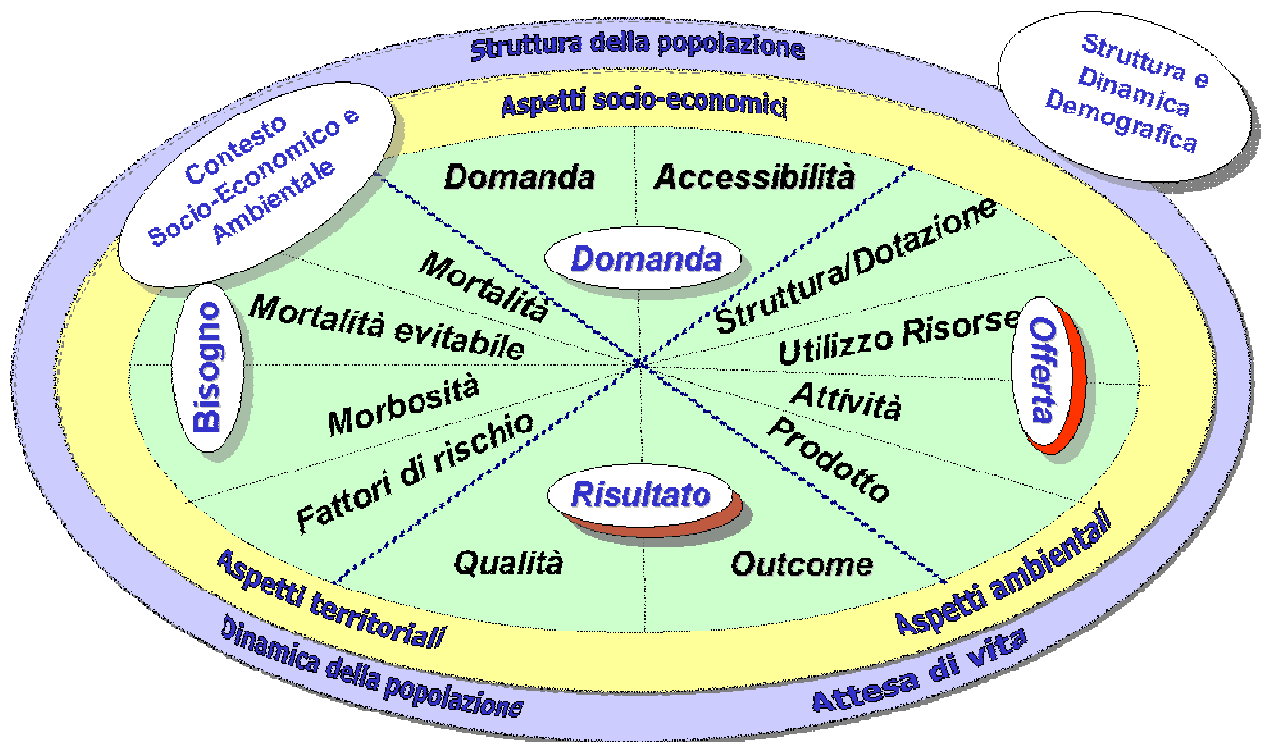 Struttura della popolazione
Struttura e
Dinamica
Demografica
Aspetti socio-economici
Contesto
Socio-Economico e
Ambientale
Domanda
Accessibilità
Domanda
Mortalità
Struttura/Dotazione
Mortalità evitabile
Utilizzo Risorse
Bisogno
Offerta
Morbosità
Attività
Fattori di rischio
Prodotto
Risultato
Qualità
Outcome
Aspetti territoriali
Aspetti ambientali
Dinamica della popolazione
Attesa di vita